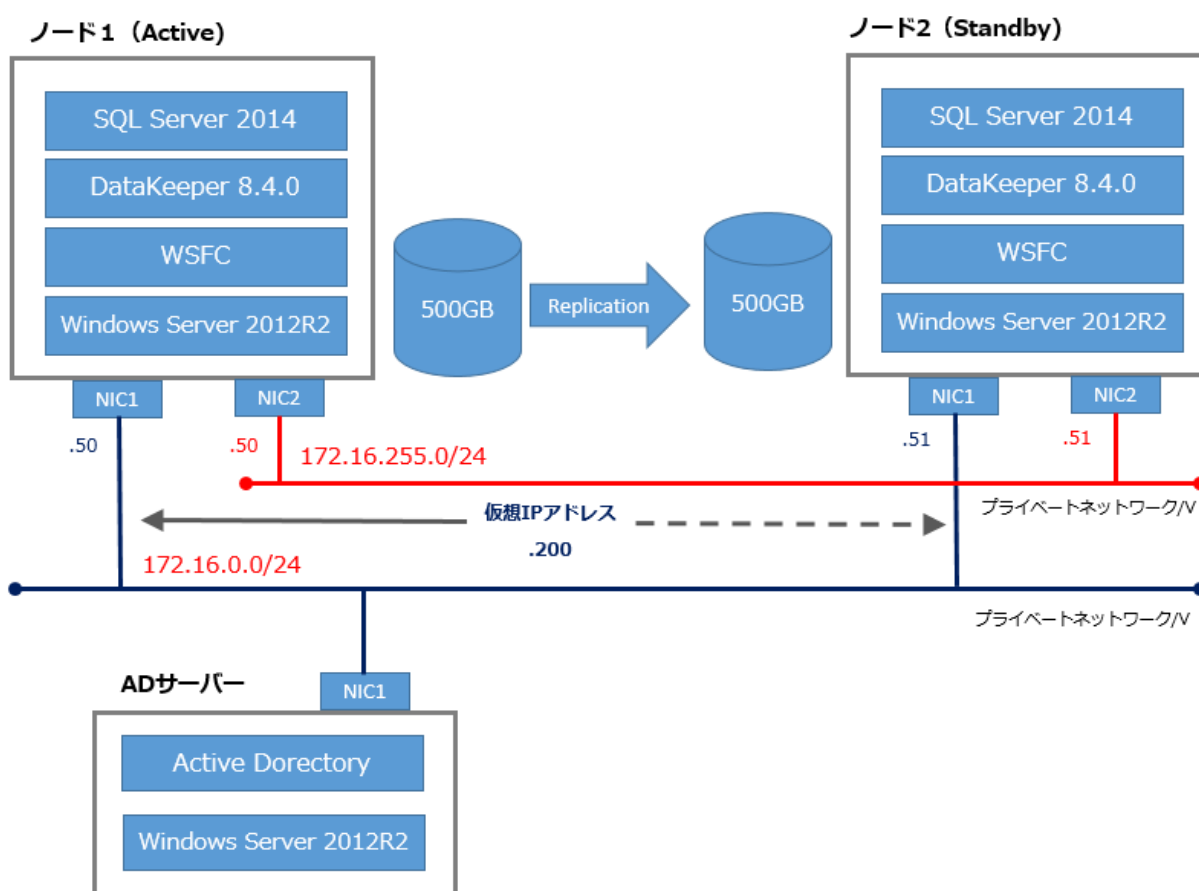 ノード１（Active)
ノード2（Standby)
SQL Server 2014
DataKeeper 8.4.0
WSFC
Windows Server 2012R2
500GB
Replication
500GB
SQL Server 2014
DataKeeper 8.4.0
WSFC
Windows Server 2012R2
NIC1
NIC2
NIC1
NIC2
.50
.50
172.16.255.0/24
.51
.51
プライベートネットワーク/V
仮想IPアドレス
.200
172.16.0.0/24
プライベートネットワーク/V
ADサーバー
NIC1
Active Dorectory
Windows Server 2012R2